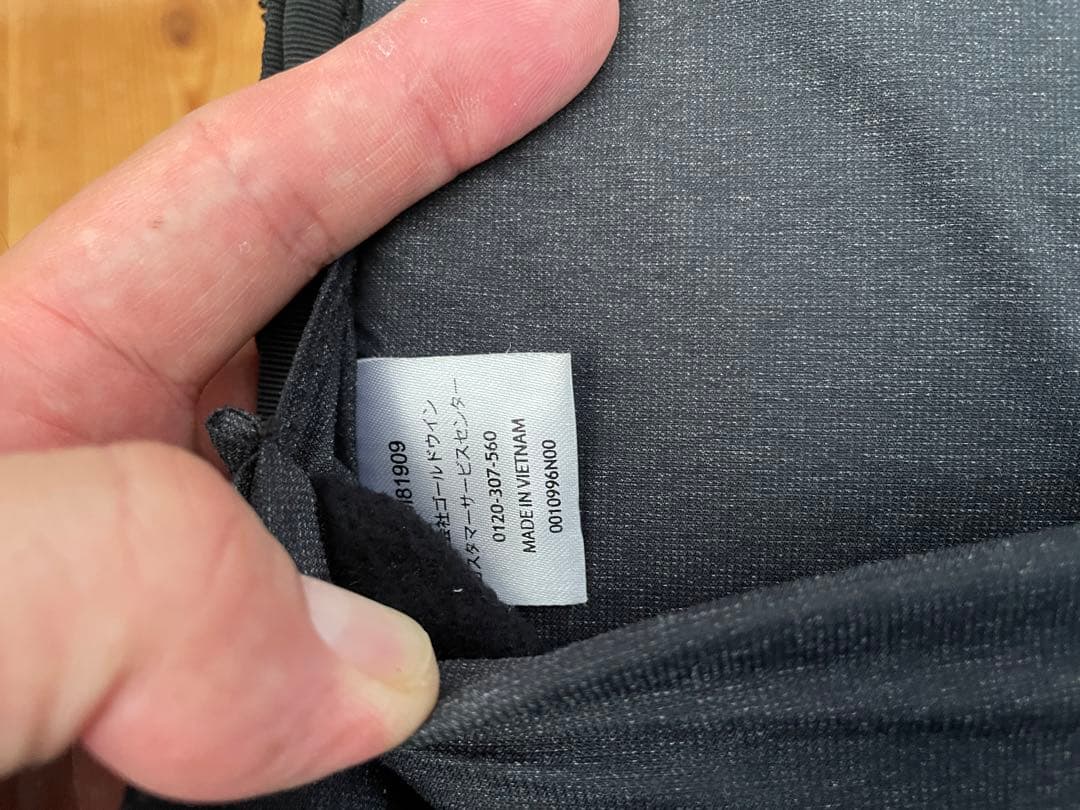 81909
社ゴールドウイン
スタマーサービスセンター
0120-307-560
MADE IN VIETNAM
0010996N00